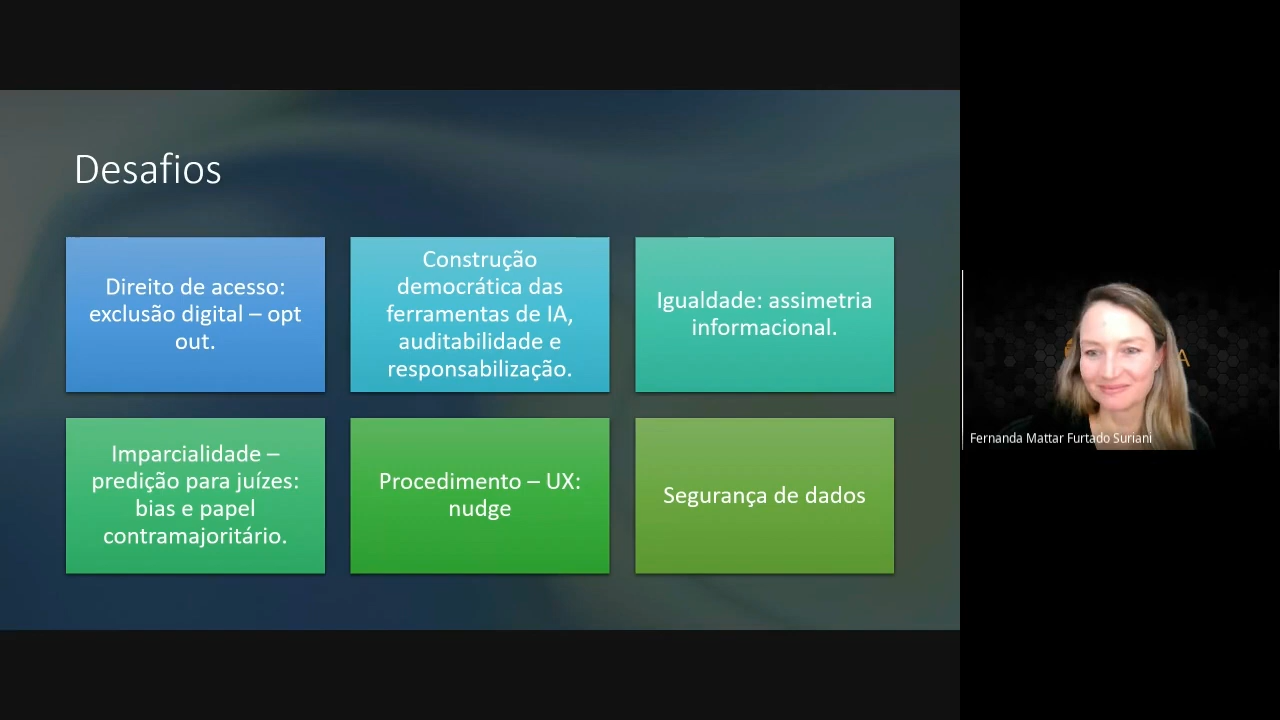 Desafios
Direito de acesso:
exclusão digital – opt
out.
Construção
democrática das
ferramentas de IA,
auditabilidade e
responsabilização.
Igualdade: assimetria
informacional.
Imparcialidade –
predição para juízes:
bias e papel
contramajoritário.
Procedimento – UX:
nudge
Segurança de dados
Fernanda Mattar Furtado Suriani